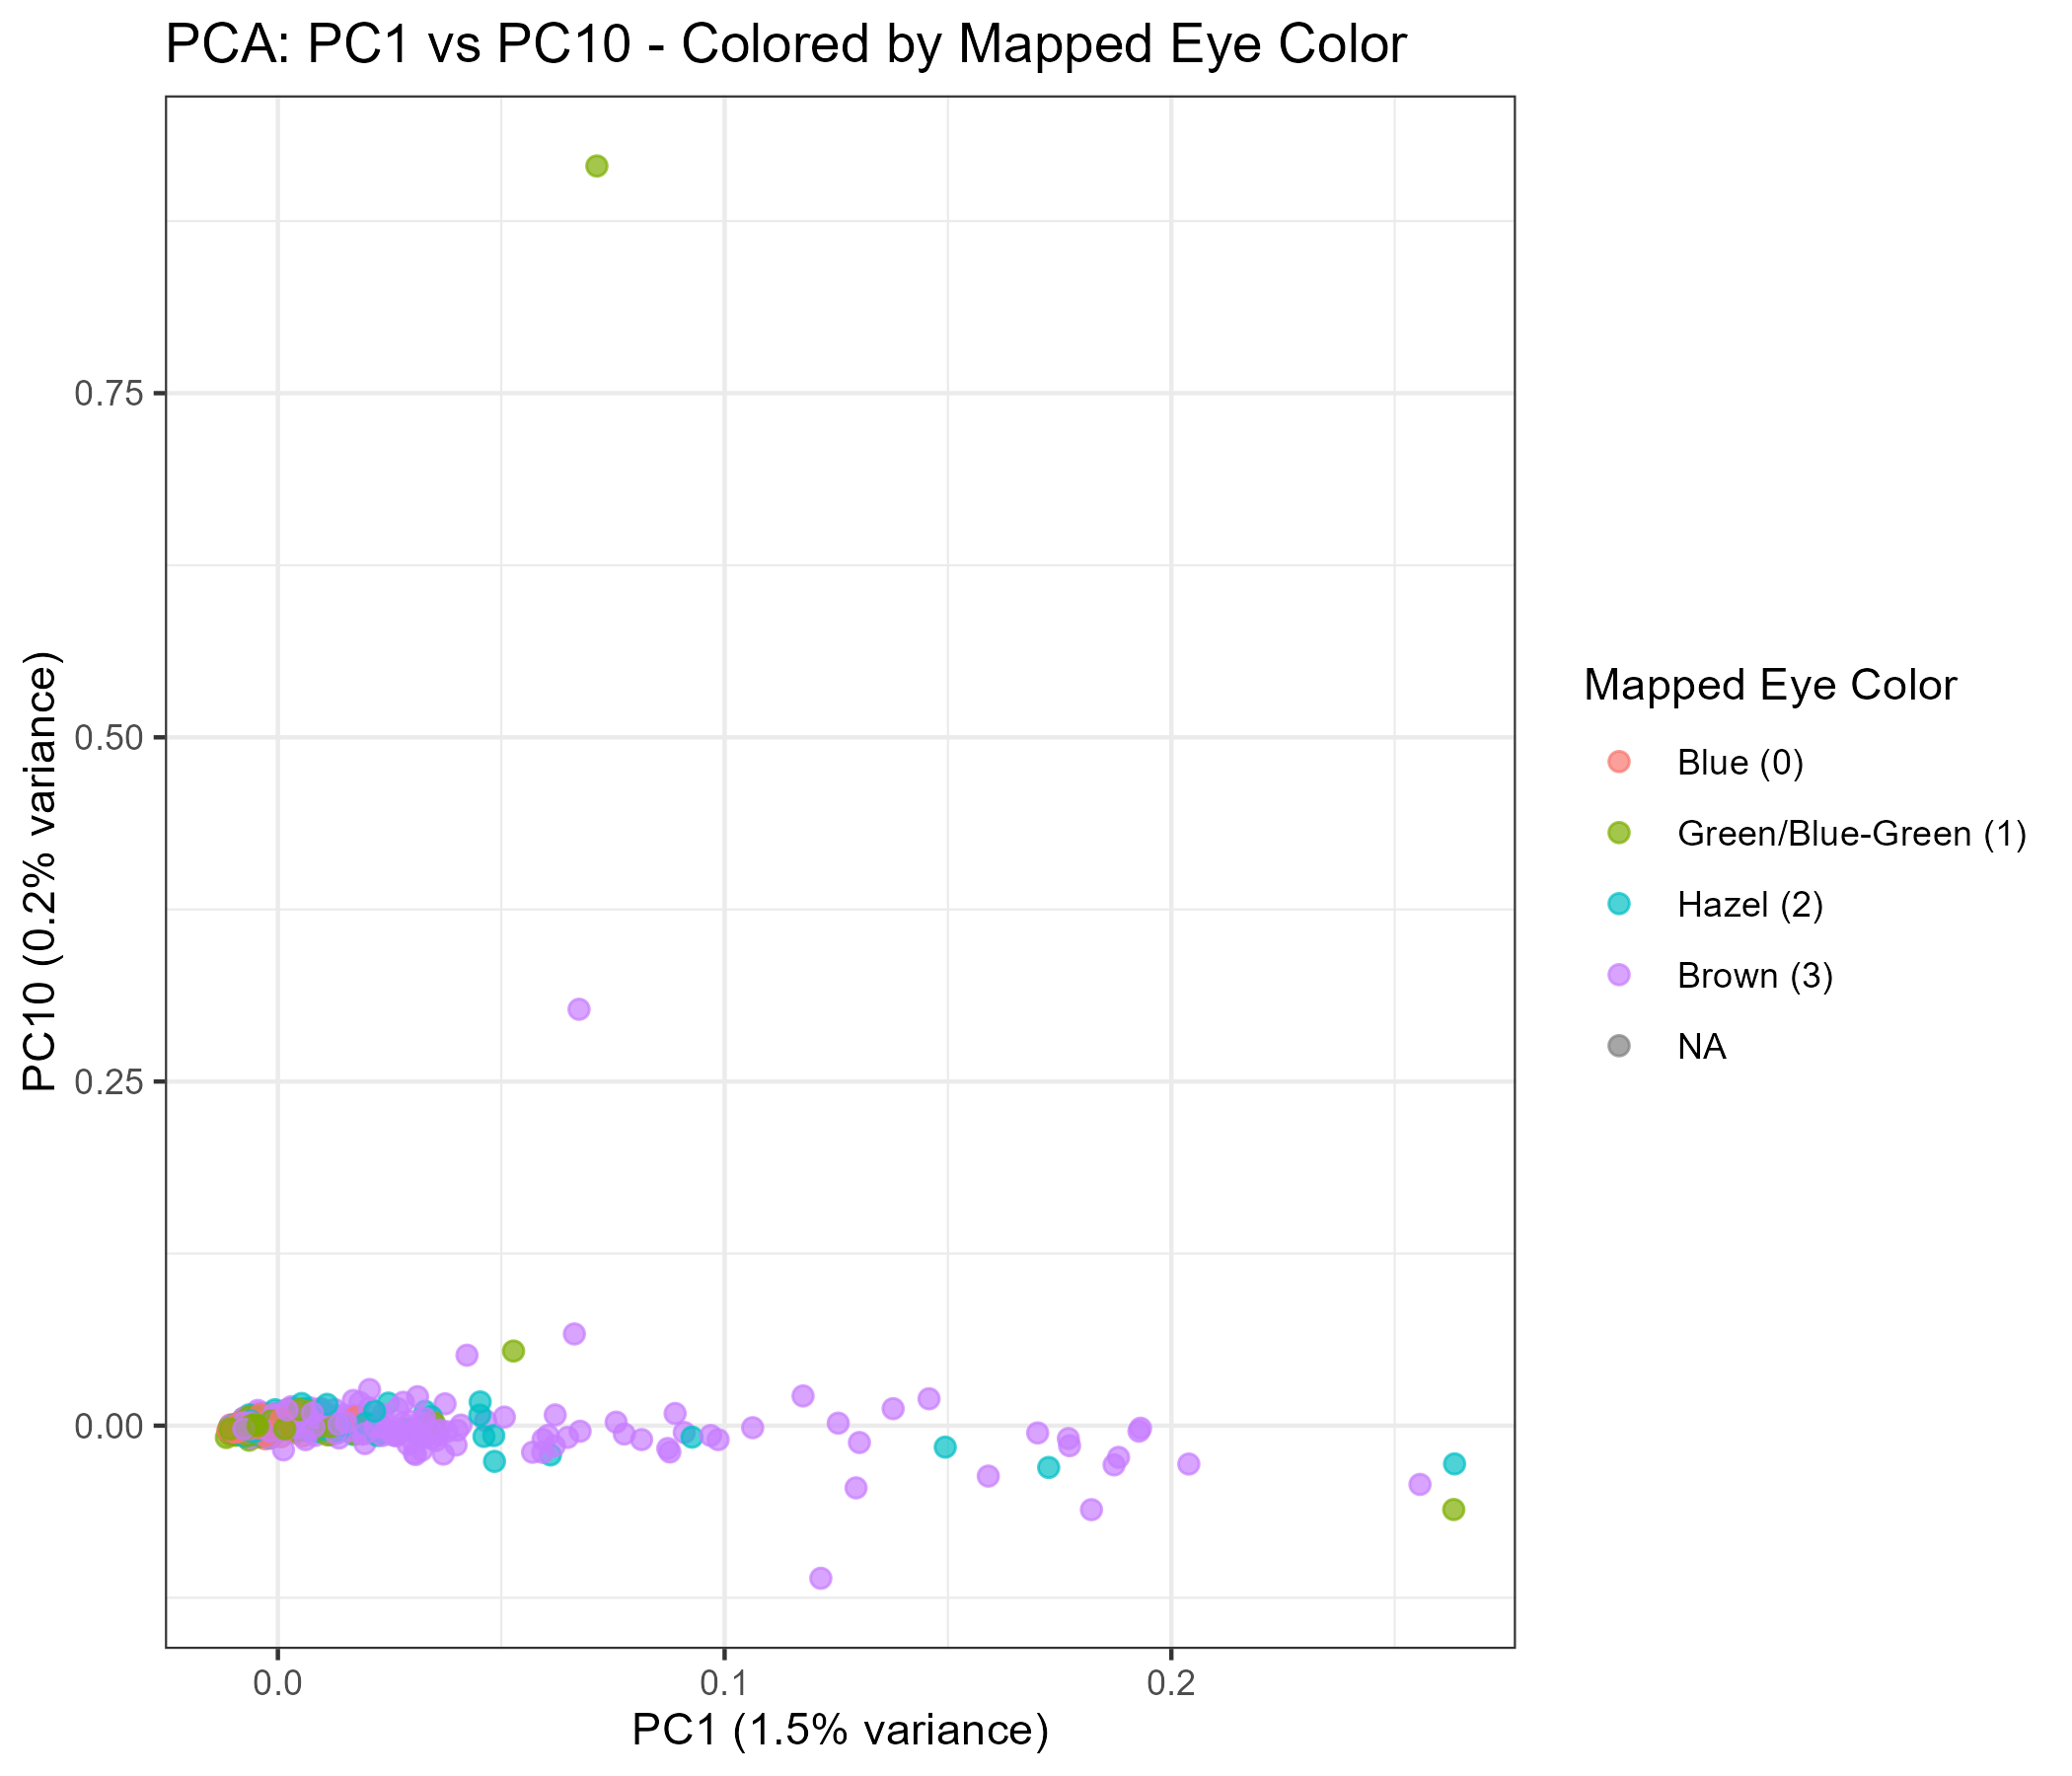 PCA: PC1 vs PC10 - Colored by Mapped Eye Color
PC10 (0.2% variance)
0.75
0.50
0.25
0.00
0.0
0.1
0.2
PC1 (1.5% variance)
Mapped Eye Color
Blue (0)
Green/Blue-Green (1)
Hazel (2)
Brown (3)
NA